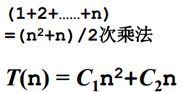 (1+2+……+n)
=(n²+n)/2次乘法
T(n) = C₁n²+C₂n